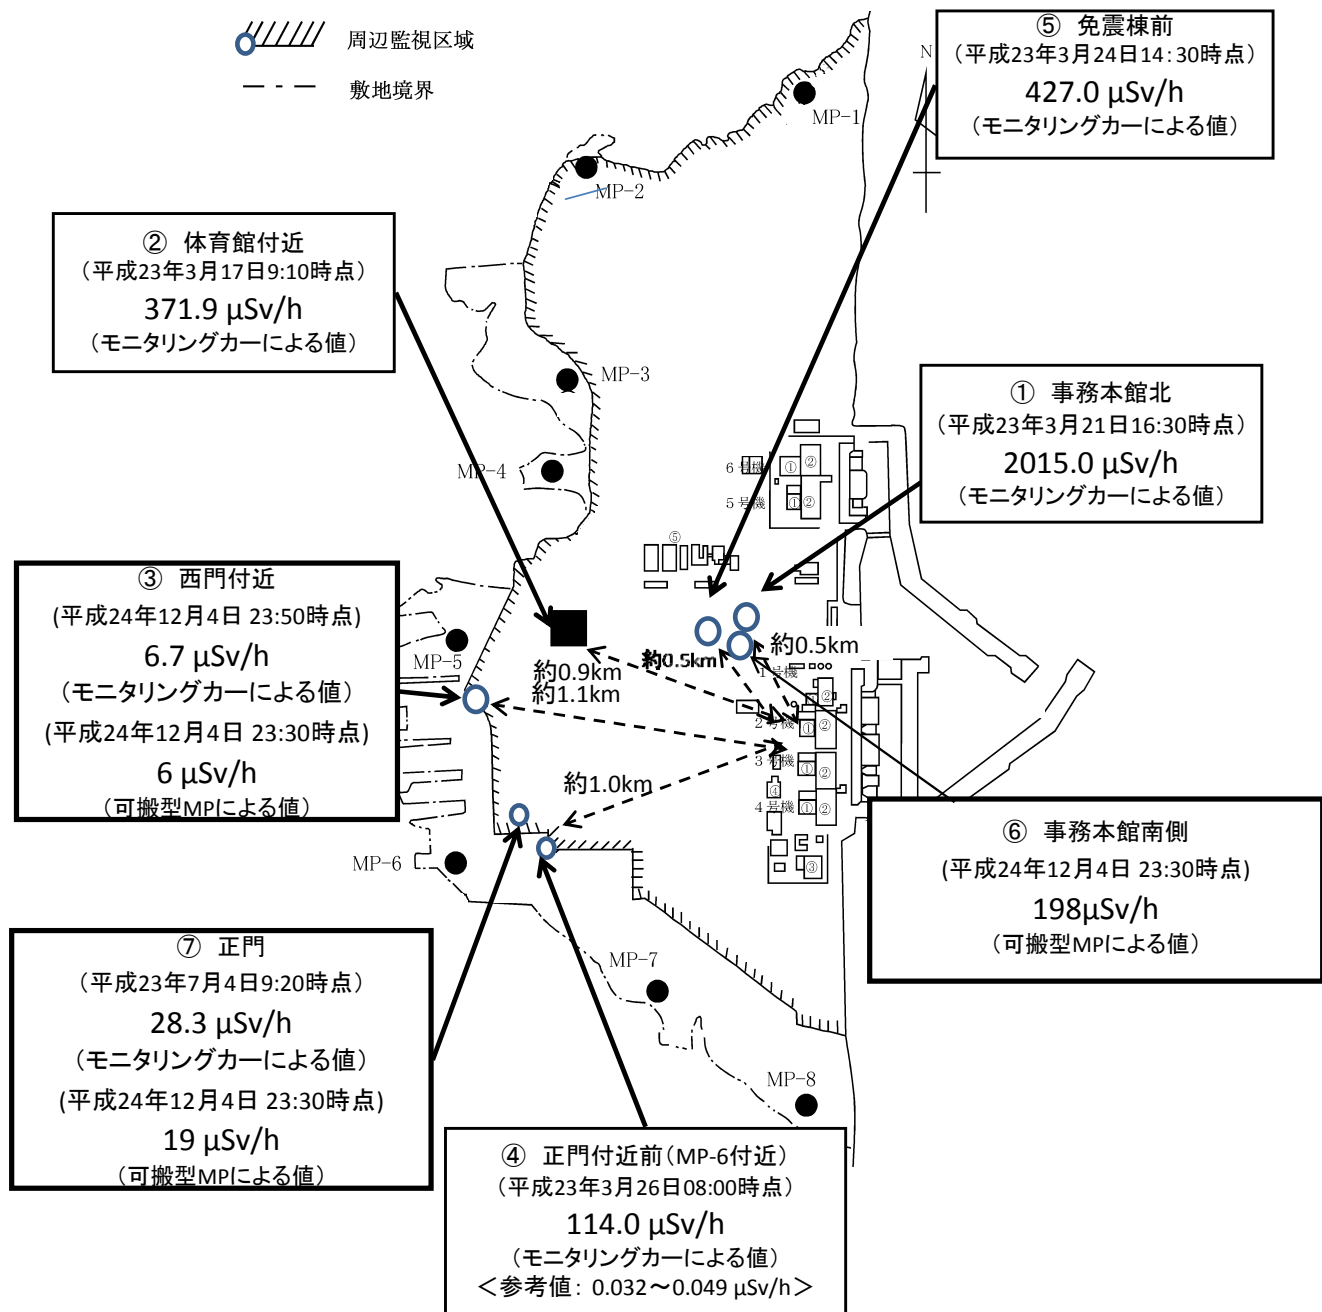 周辺監視区域
敷地境界
⑤ 免震棟前
（平成23年3月24日14：30時点）
427.0 μSv/h
（モニタリングカーによる値）
N
MP-1
MP-2
② 体育館付近
（平成23年3月17日9:10時点）
371.9 μSv/h
（モニタリングカーによる値）
MP-3
① 事務本館北
（平成23年3月21日16:30時点）
2015.0 μSv/h
（モニタリングカーによる値）
MP-4
6号機
① ②
5号機
① ②
⑤
③ 西門付近
(平成24年12月4日 23:50時点)
6.7 μSv/h
（モニタリングカーによる値）
(平成24年12月4日 23:30時点)
6 μSv/h
（可搬型MPによる値）
MP-5
約0.9km
約1.1km
約0.5km
約0.5km
1号機
②
2号機
① ②
3号機
① ②
約1.0km
④
4号機
① ②
③
MP-6
⑥ 事務本館南側
(平成24年12月4日 23:30時点)
198μSv/h
（可搬型MPによる値）
⑦ 正門
（平成23年7月4日9:20時点）
28.3 μSv/h
（モニタリングカーによる値）
(平成24年12月4日 23:30時点)
19 μSv/h
（可搬型MPによる値）
MP-7
MP-8
④ 正門付近前（MP-6付近）
（平成23年3月26日08:00時点）
114.0 μSv/h
（モニタリングカーによる値）
＜参考値：0.032～0.049 μSv/h＞